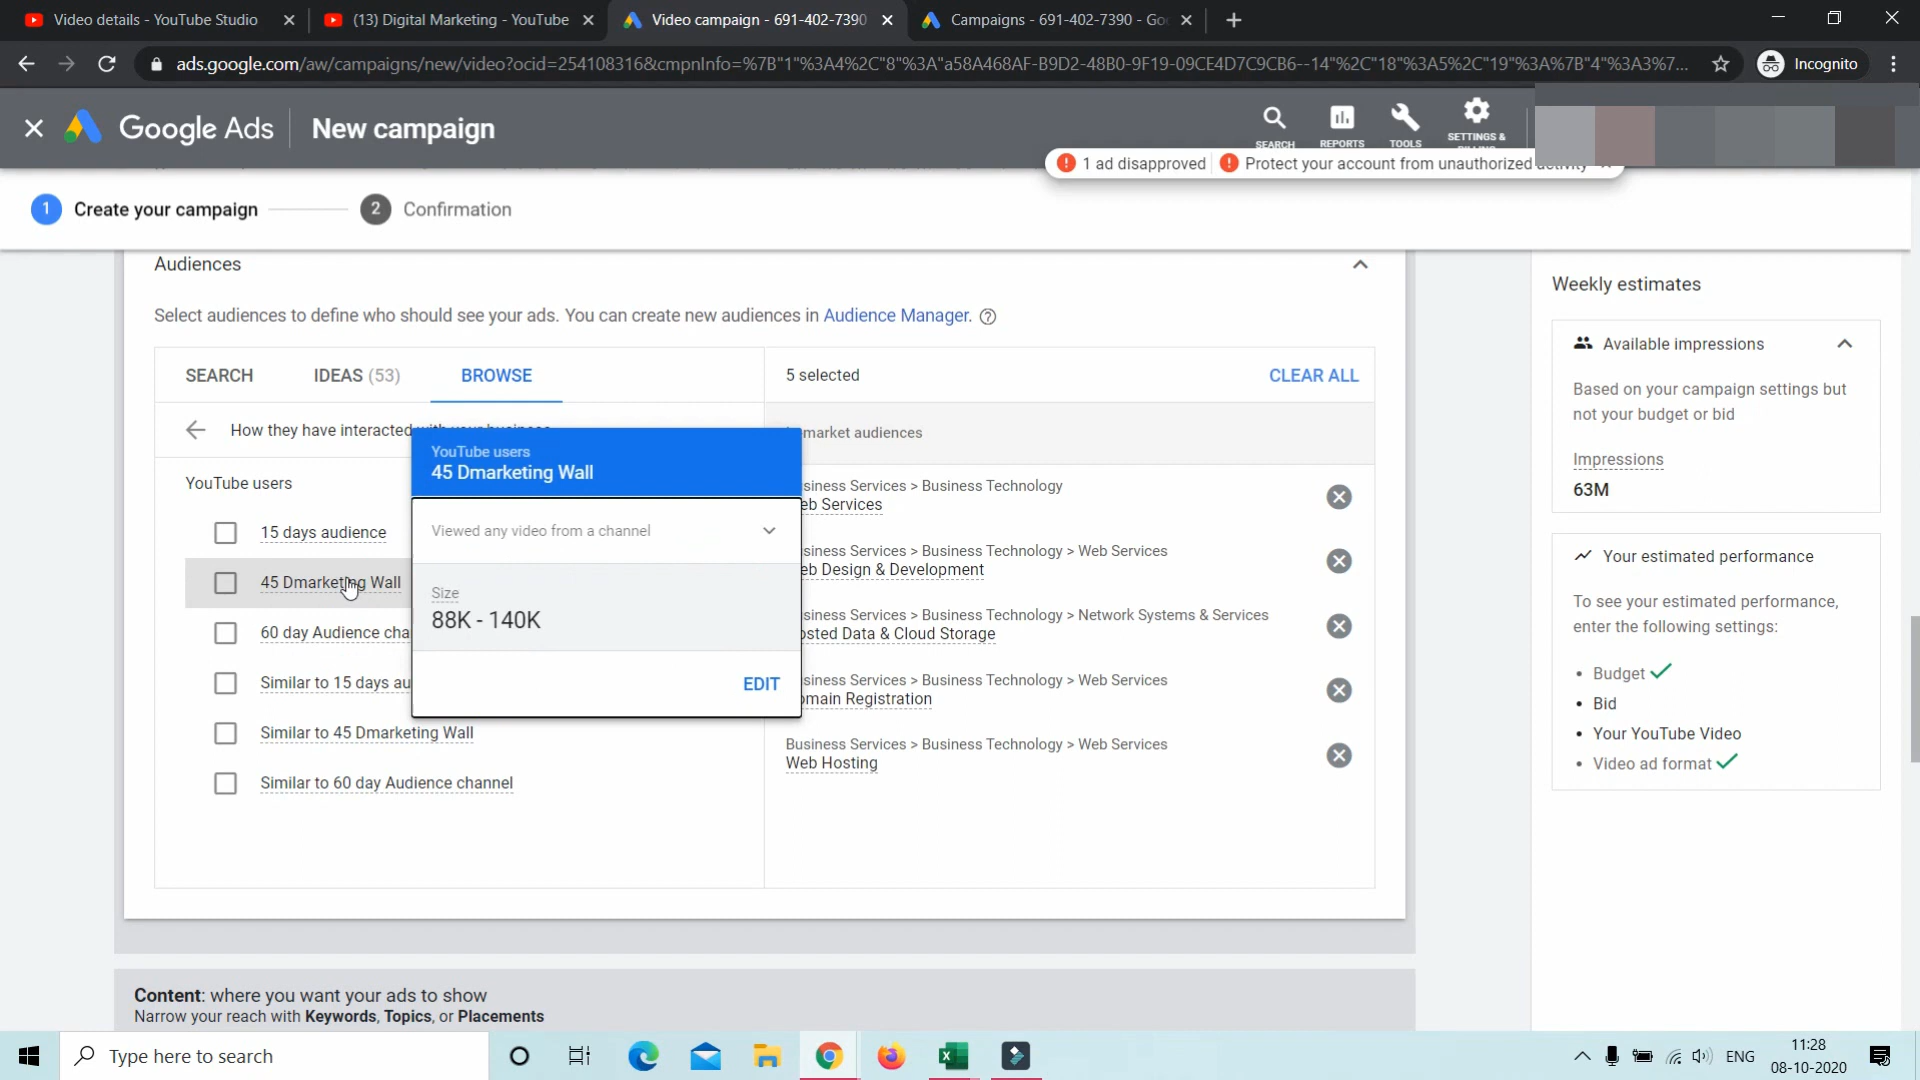 Video details - YouTube Studio
(13) Digital Marketing - YouTube
Video campaign - 691-402-7390
Campaigns - 691-402-7390 - Goo
ads.google.com/aw/campaigns/new/video?ocid=254108316&cmpnInfo=%7B"1"%3A4%2C"8"%3A"a58A468AF-B9D2-48B0-9F19-09CE4D7C9CB6--14"%2C"18"%3A5%2C"19"%3A%7B"4"%3A3%7...
Incognito
Google Ads
New campaign
SEARCH
REPORTS
TOOLS
SETTINGS &
1 ad disapproved
Protect your account from unauthorized activity
1 Create your campaign
2 Confirmation
Audiences
Select audiences to define who should see your ads. You can create new audiences in Audience Manager.
SEARCH
IDEAS (53)
BROWSE
5 selected
CLEAR ALL
How they have interacted
YouTube users
15 days audience
45 Dmarketing Wall
60 day Audience cha
Similar to 15 days au
Similar to 45 Dmarketing Wall
Similar to 60 day Audience channel
YouTube users
45 Dmarketing Wall
Viewed any video from a channel
Size
88K - 140K
EDIT
market audiences
siness Services > Business Technology
eb Services
siness Services > Business Technology > Web Services
eb Design & Development
siness Services > Business Technology > Network Systems & Services
osted Data & Cloud Storage
siness Services > Business Technology > Web Services
main Registration
Business Services > Business Technology > Web Services
Web Hosting
Weekly estimates
Available impressions
Based on your campaign settings but
not your budget or bid
Impressions
63M
Your estimated performance
To see your estimated performance,
enter the following settings:
• Budget
• Bid
• Your YouTube Video
• Video ad format
Content: where you want your ads to show
Narrow your reach with Keywords, Topics, or Placements
Type here to search
ENG
11:28
08-10-2020